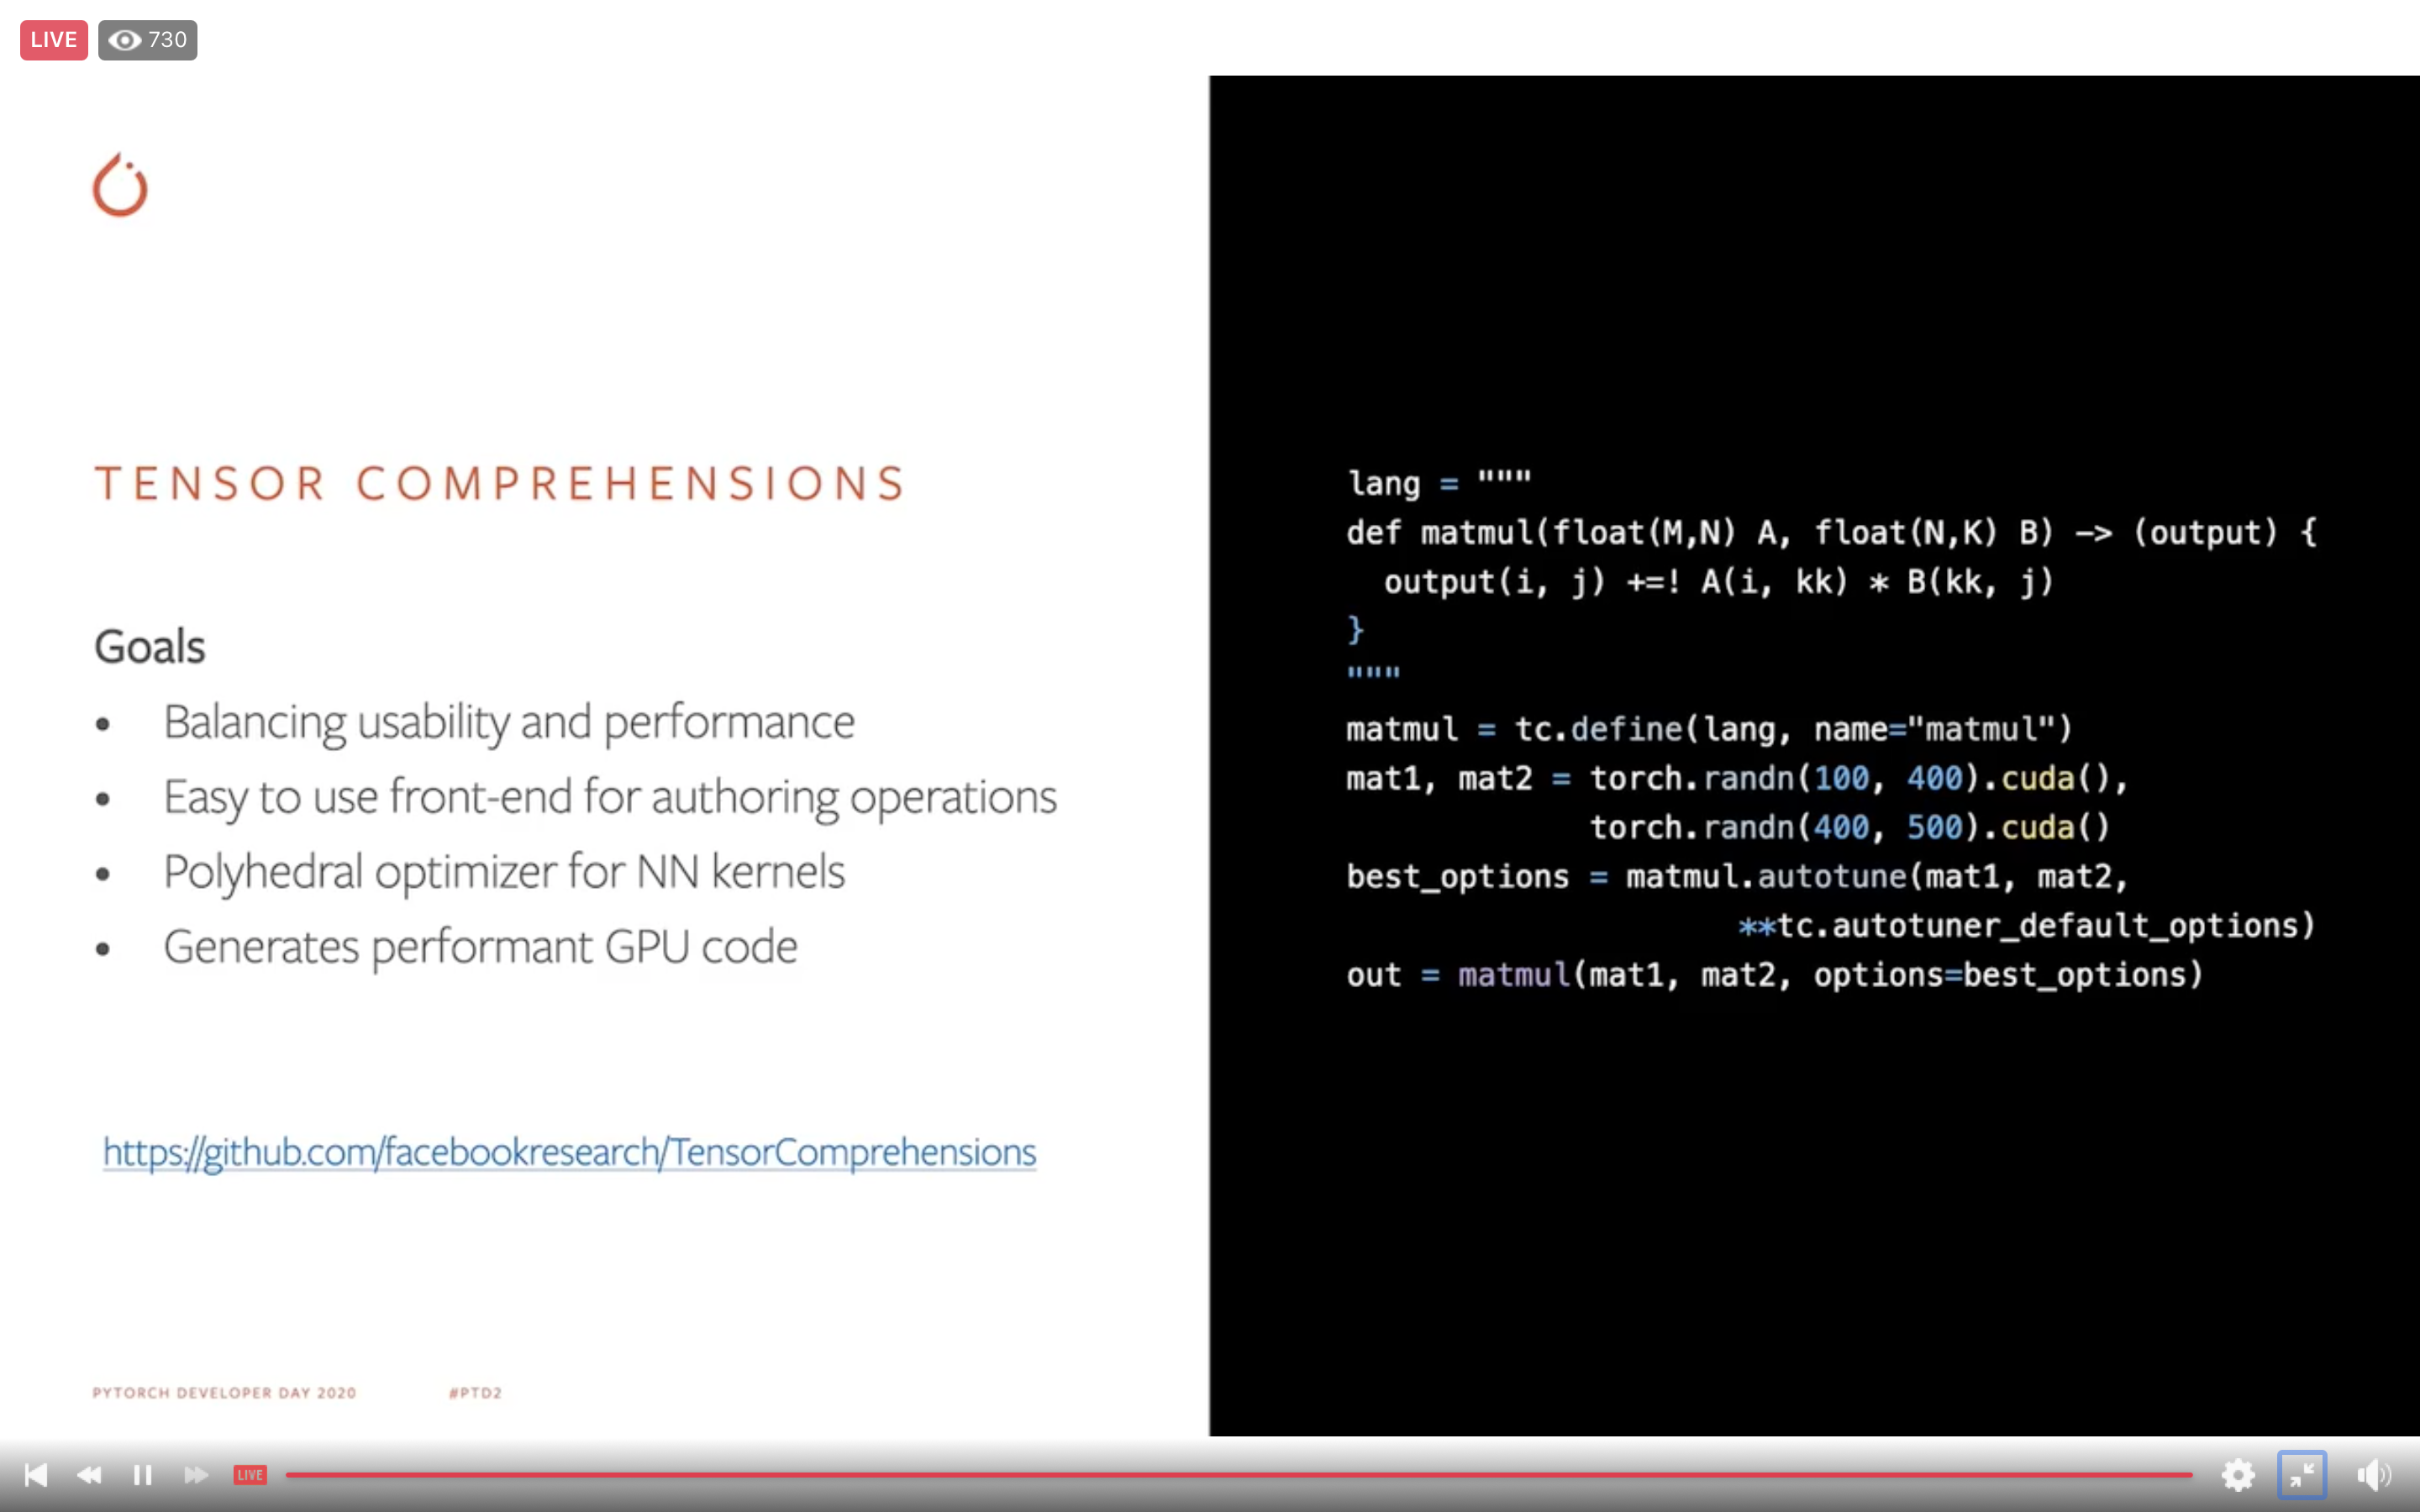 LIVE 730
TENSOR COMPREHENSIONS
Goals
• Balancing usability and performance
• Easy to use front-end for authoring operations
• Polyhedral optimizer for NN kernels
• Generates performant GPU code
https://github.com/facebookresearch/TensorComprehensions
PYTORCH DEVELOPER DAY 2020 #PTD2
lang = """
def matmul(float(M,N) A, float(N,K) B) -> (output) {
  output(i, j) +=! A(i, kk) * B(kk, j)
}
"""
matmul = tc.define(lang, name="matmul")
mat1, mat2 = torch.randn(100, 400).cuda(),
             torch.randn(400, 500).cuda()
best_options = matmul.autotune(mat1, mat2,
                     **tc.autotuner_default_options)
out = matmul(mat1, mat2, options=best_options)
LIVE